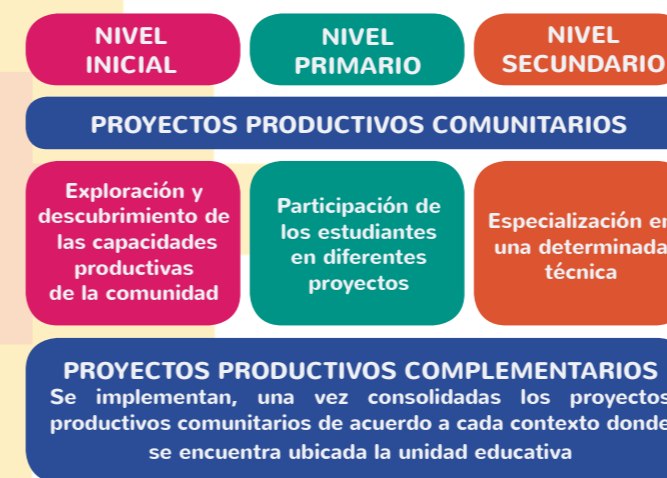 NIVEL
INICIAL
NIVEL
PRIMARIO
NIVEL
SECUNDARIO
PROYECTOS PRODUCTIVOS COMUNITARIOS
Exploración y
descubrimiento de
las capacidades
productivas
de la comunidad
Participación de
los estudiantes
en diferentes
proyectos
Especialización en
una determinada
técnica
PROYECTOS PRODUCTIVOS COMPLEMENTARIOS
Se implementan, una vez consolidadas los proyectos
productivos comunitarios de acuerdo a cada contexto donde
se encuentra ubicada la unidad educativa